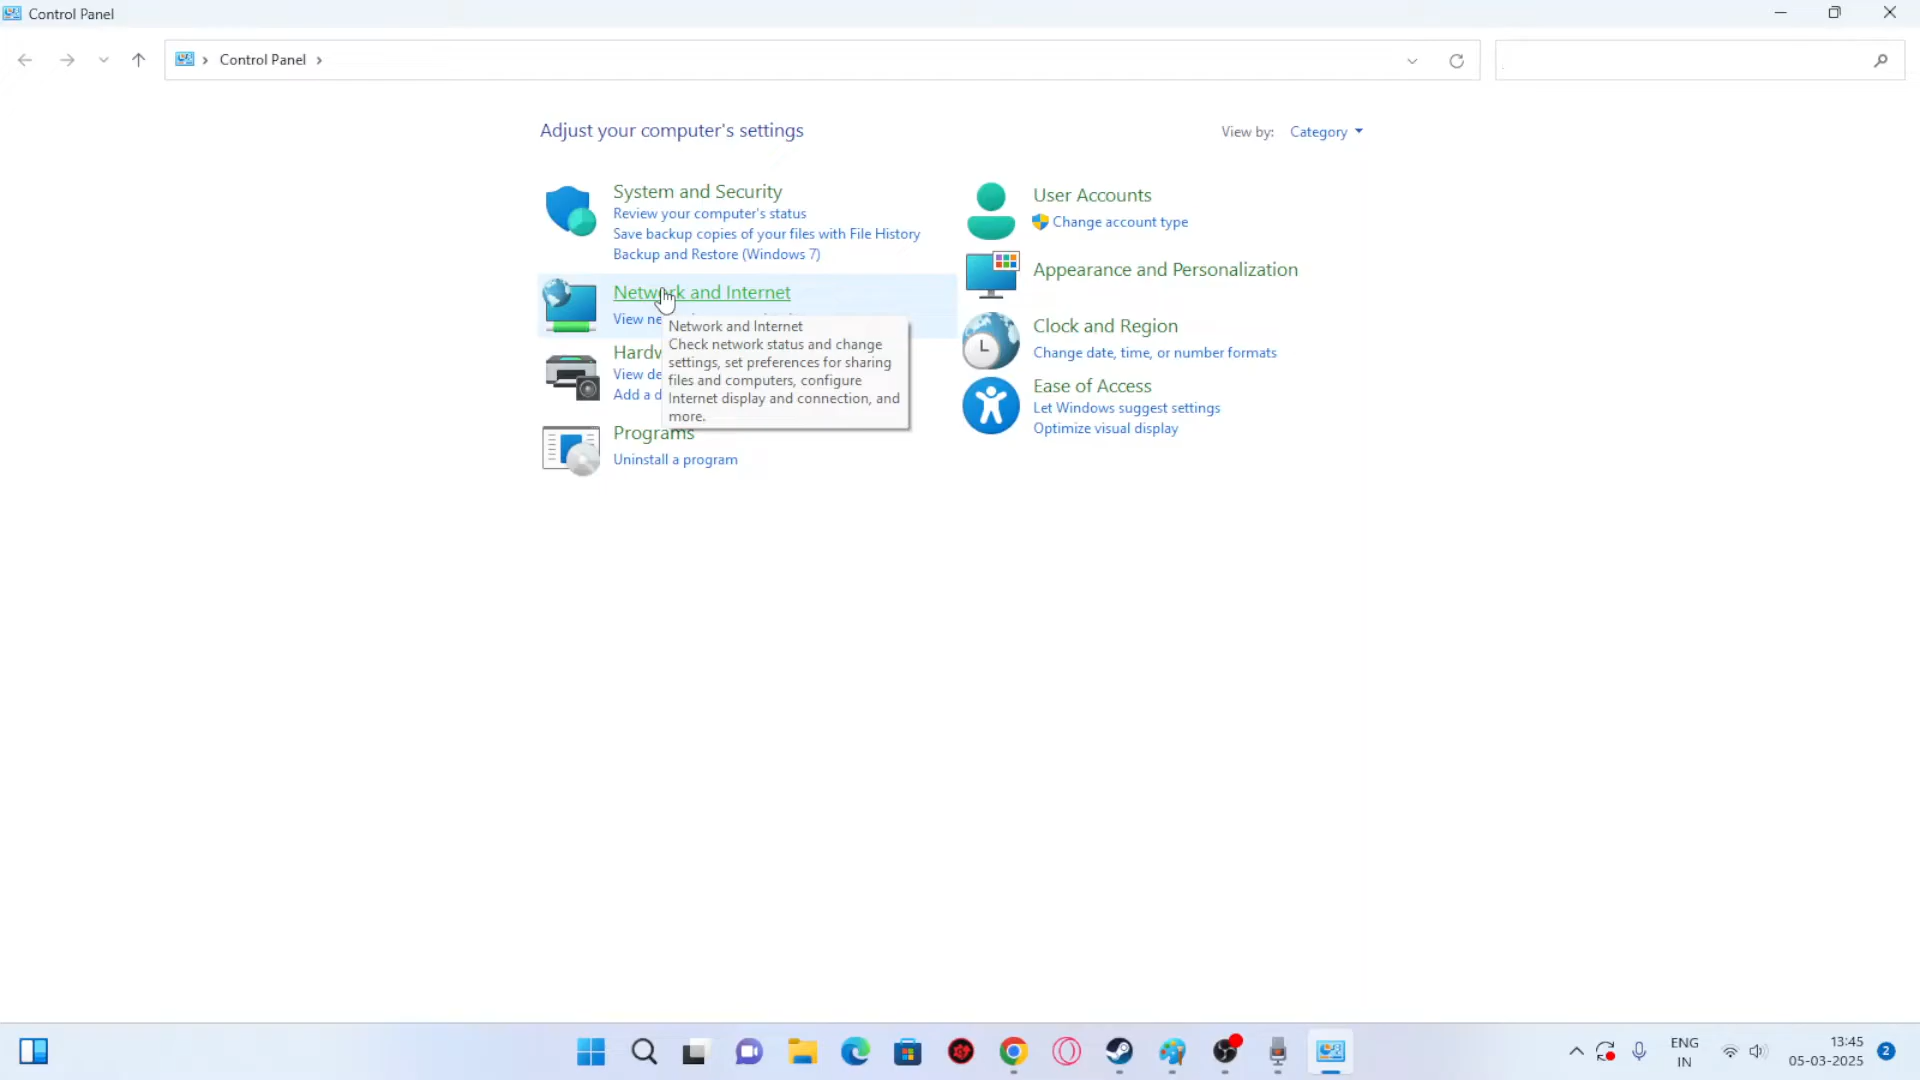 Control Panel
Control Panel
Adjust your computer's settings
View by: Category
System and Security
Review your computer's status
Save backup copies of your files with File History
Backup and Restore (Windows 7)
Network and Internet
View ne
Network and Internet
Check network status and change
settings, set preferences for sharing
files and computers, configure
Internet display and connection, and
more.
Hardw
View de
Add a d
Programs
Uninstall a program
User Accounts
Change account type
Appearance and Personalization
Clock and Region
Change date, time, or number formats
Ease of Access
Let Windows suggest settings
Optimize visual display
ENG
IN
13:45
05-03-2025
2